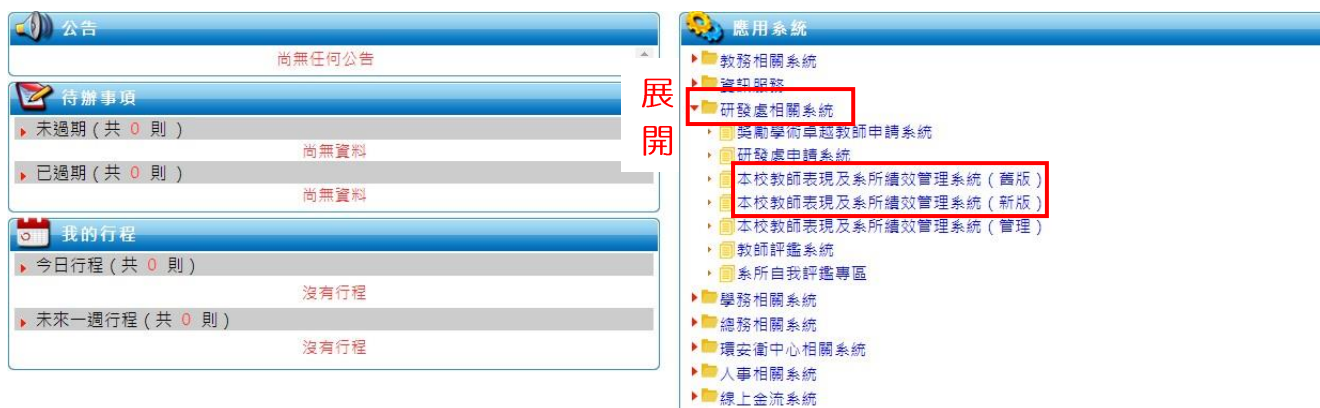 公告
尚無任何公告
待辦事項
未過期(共 0 則)
尚無資料
已過期(共 0 則)
尚無資料
我的行程
今日行程(共 0 則)
沒有行程
未來一週行程(共 0 則)
沒有行程
展開
應用系統
教務相關系統
資訊服務
研發處相關系統
獎勵學術卓越教師申請系統
研發處申請系統
本校教師表現及系所績效管理系統(舊版)
本校教師表現及系所績效管理系統(新版)
本校教師表現及系所績效管理系統(管理)
教師評鑑系統
系所自我評鑑專區
學務相關系統
總務相關系統
環安衛中心相關系統
人事相關系統
線上金流系統